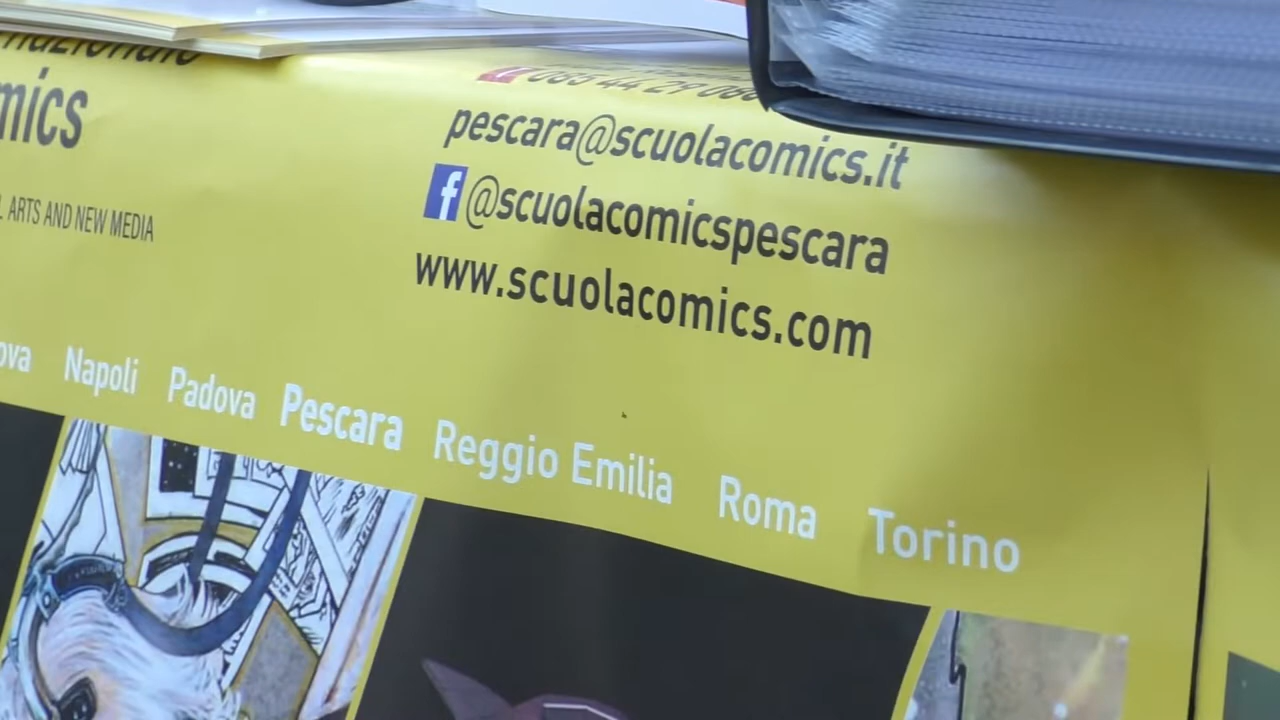 mics
ARTS AND NEW MEDIA
pescara@scuolacomics.it
f @scuolacomicspescara
www.scuolacomics.com
ova Napoli Padova Pescara Reggio Emilia Roma Torino